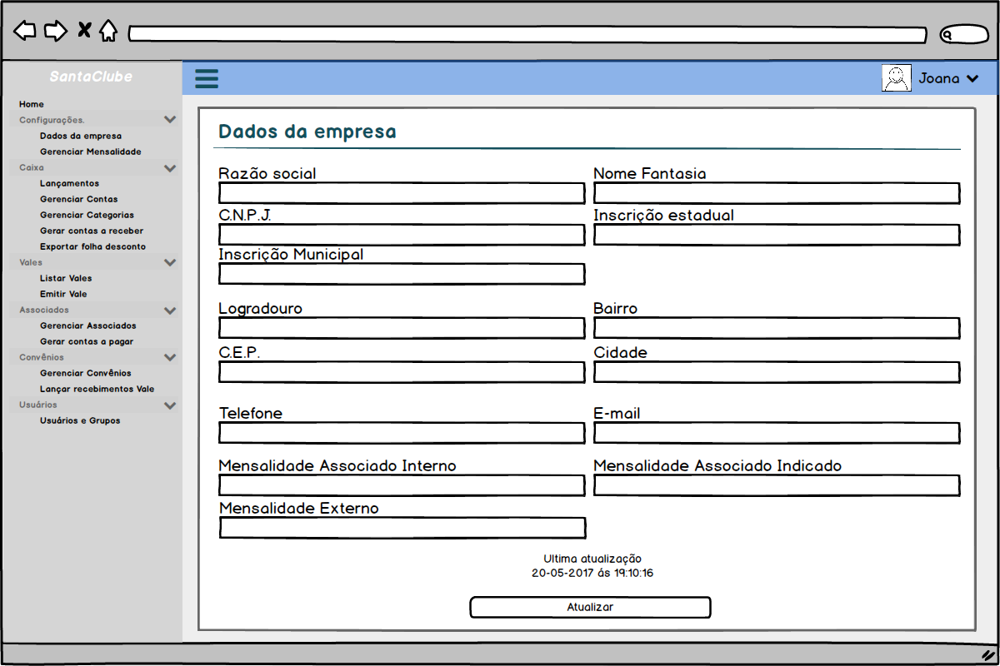 SantaClube
Joana
Home
Configurações.
Dados da empresa
Gerenciar Mensalidade
Caixa
Lançamentos
Gerenciar Contas
Gerenciar Categorias
Gerar contas a receber
Exportar folha desconto
Vales
Listar Vales
Emitir Vale
Associados
Gerenciar Associados
Gerar contas a pagar
Convênios
Gerenciar Convênios
Lançar recebimentos Vale
Usuários
Usuários e Grupos
Dados da empresa
Razão social
Nome Fantasia
C.N.P.J.
Inscrição estadual
Inscrição Municipal
Logradouro
Bairro
C.E.P.
Cidade
Telefone
E-mail
Mensalidade Associado Interno
Mensalidade Associado Indicado
Mensalidade Externo
Ultima atualização
20-05-2017 ás 19:10:16
Atualizar